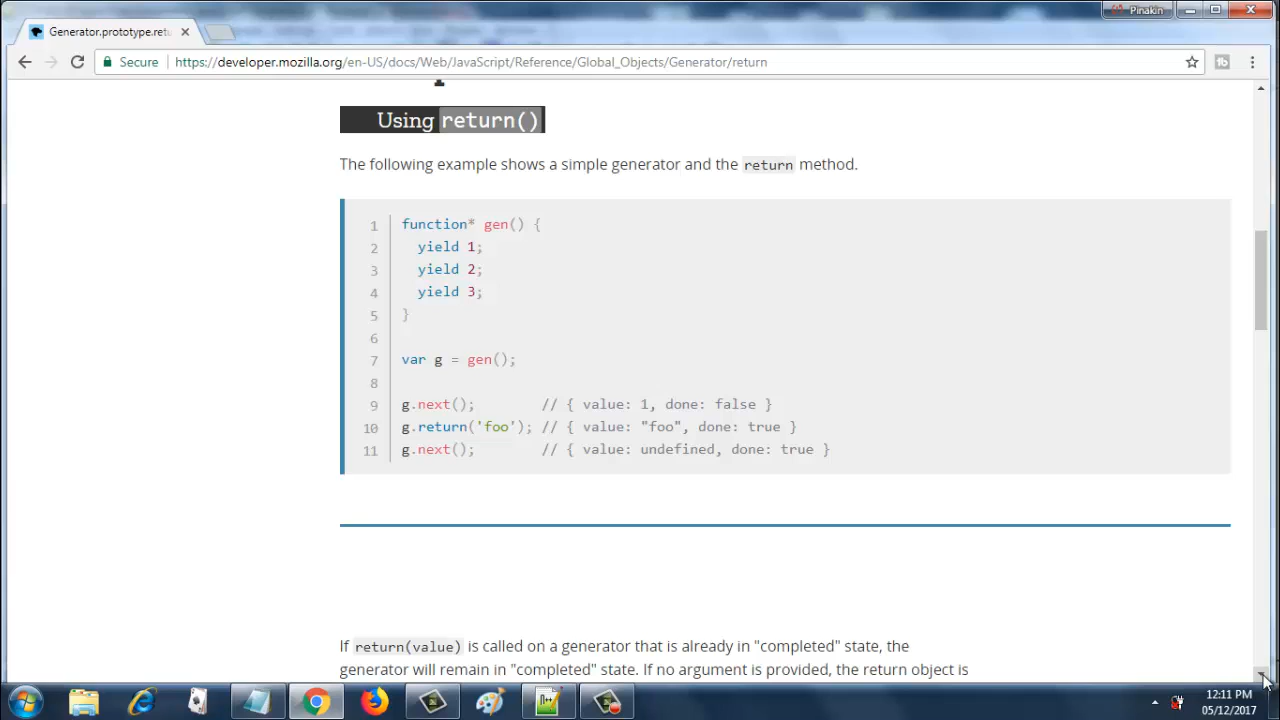 Pinakin
Generator.prototype.retu
Secure https://developer.mozilla.org/en-US/docs/Web/JavaScript/Reference/Global_Objects/Generator/return
Using return()
The following example shows a simple generator and the return method.
1 function* gen() {
2 yield 1;
3 yield 2;
4 yield 3;
5 }
6
7 var g = gen();
8
9 g.next(); // { value: 1, done: false }
10 g.return('foo'); // { value: "foo", done: true }
11 g.next(); // { value: undefined, done: true }
If return(value) is called on a generator that is already in "completed" state, the
generator will remain in "completed" state. If no argument is provided, the return object is
12:11 PM
05/12/2017